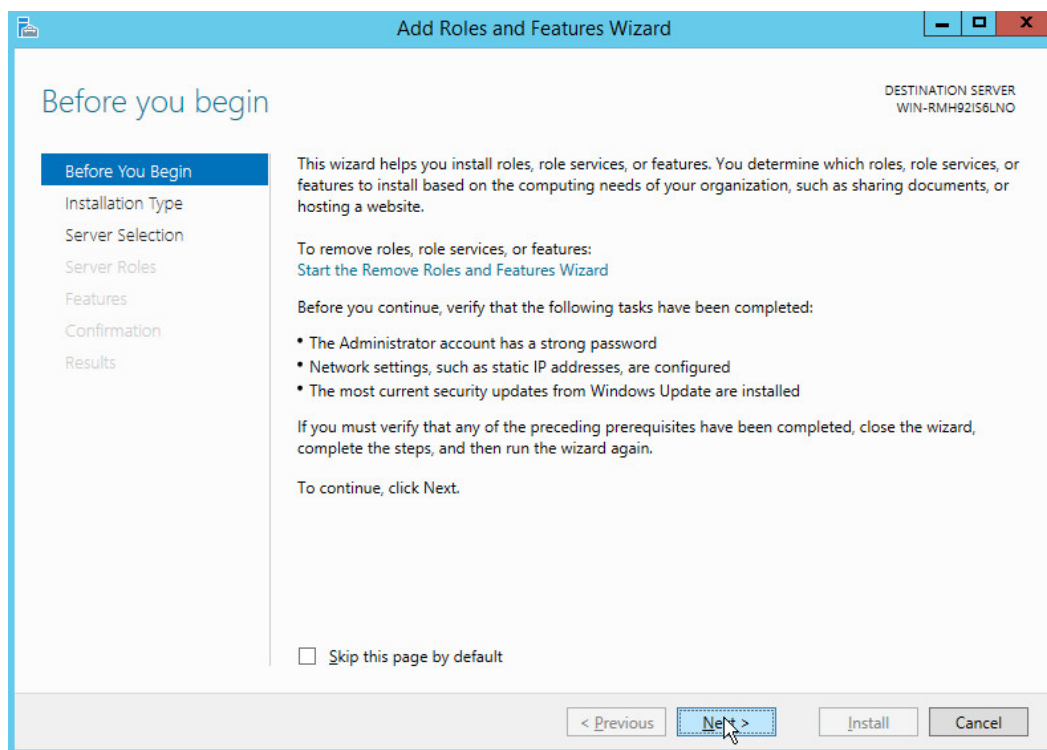 Add Roles and Features Wizard
Before you begin
DESTINATION SERVER
WIN-RMH92IS6LNO
Before You Begin
Installation Type
Server Selection
Server Roles
Features
Confirmation
Results
This wizard helps you install roles, role services, or features. You determine which roles, role services, or
features to install based on the computing needs of your organization, such as sharing documents, or
hosting a website.
To remove roles, role services, or features:
Start the Remove Roles and Features Wizard
Before you continue, verify that the following tasks have been completed:
• The Administrator account has a strong password
• Network settings, such as static IP addresses, are configured
• The most current security updates from Windows Update are installed
If you must verify that any of the preceding prerequisites have been completed, close the wizard,
complete the steps, and then run the wizard again.
To continue, click Next.
Skip this page by default
< Previous
Next >
Install
Cancel